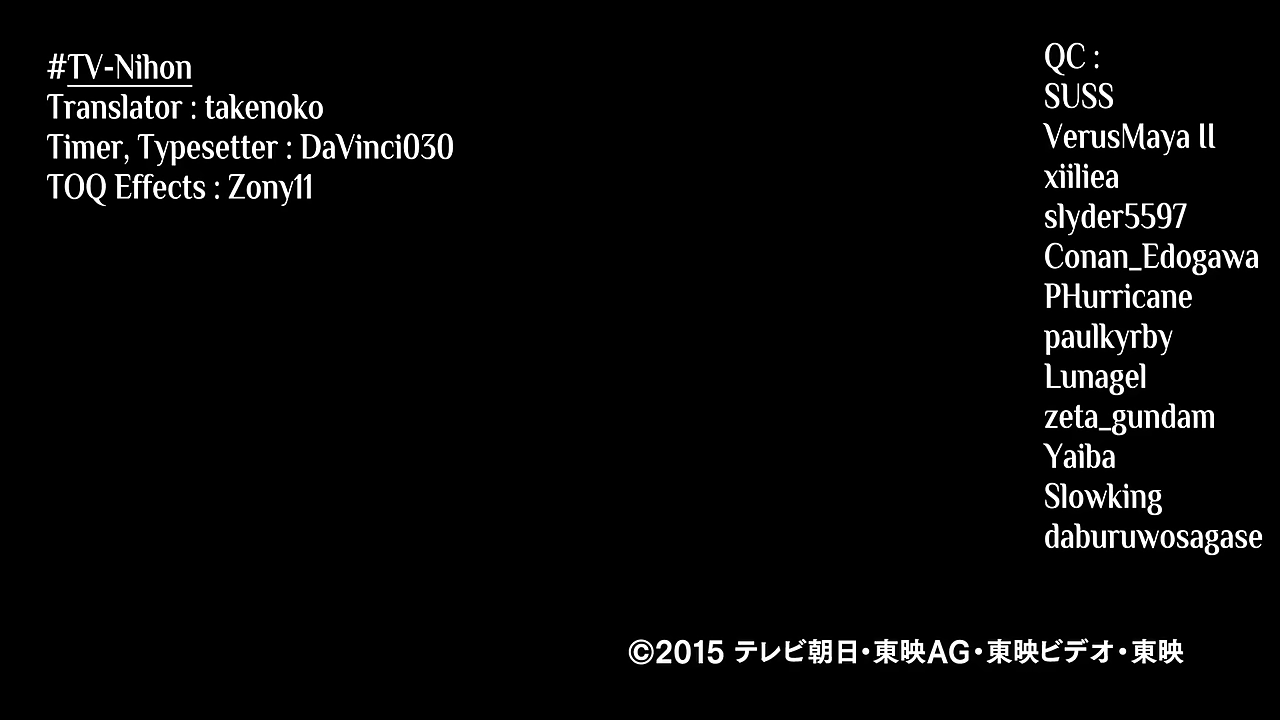 #TV-Nihon
Translator : takenoko
Timer, Typesetter : DaVinci030
TOQ Effects : Zony11
QC :
SUSS
VerusMaya II
xiiliea
slyder5597
Conan_Edogawa
PHurricane
paulkyrby
Lunagel
zeta_gundam
Yaiba
Slowking
daburuwosagase
©2015 テレビ朝日・東映AG・東映ビデオ・東映